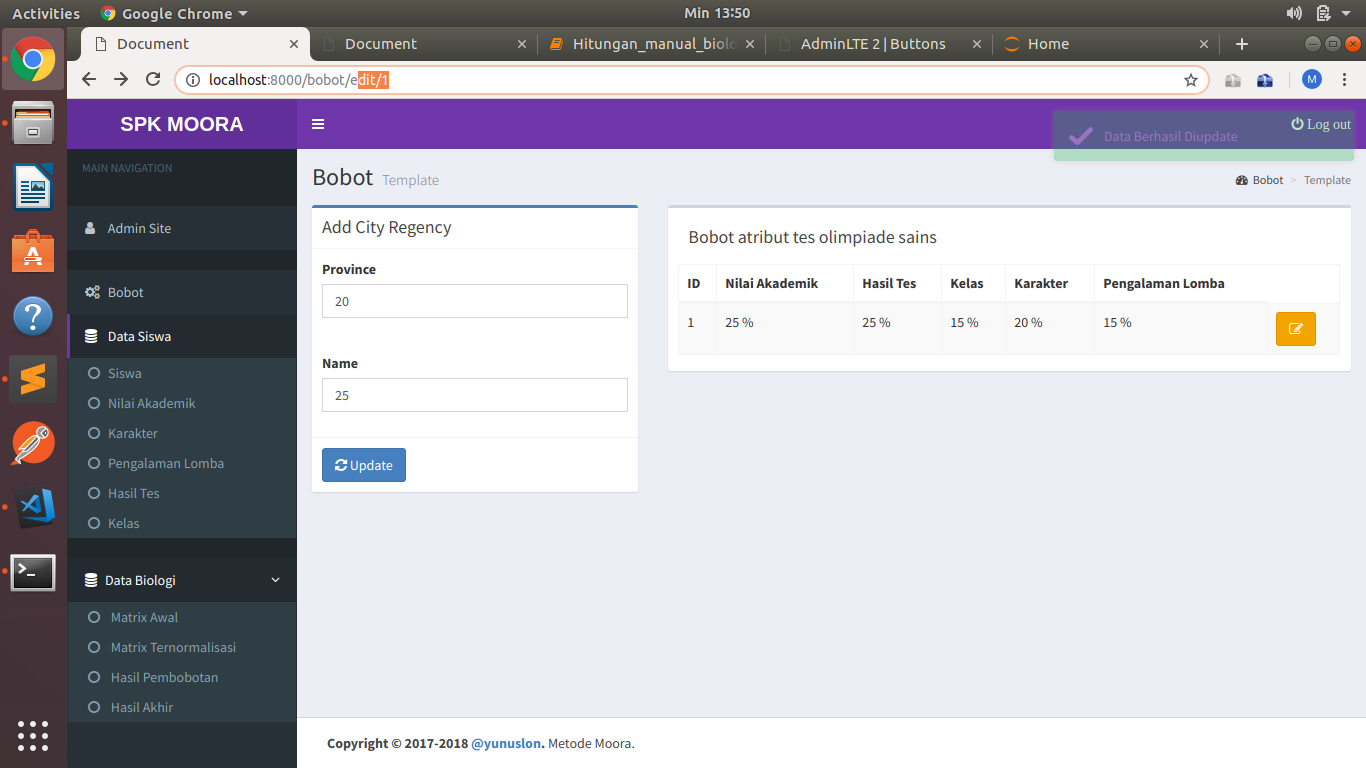 Activities Google Chrome Min 13:50
Document Document Hitungan_manual_biolo AdminLTE 2 | Buttons Home
localhost:8000/bobot/edit/1 M
SPK MOORA Log out
Data Berhasil Diupdate
MAIN NAVIGATION
Admin Site
Bobot
Data Siswa
Siswa
Nilai Akademik
Karakter
Pengalaman Lomba
Hasil Tes
Kelas
Data Biologi
Matrix Awal
Matrix Ternormalisasi
Hasil Pembobotan
Hasil Akhir
Bobot Template
Bobot > Template
Add City Regency
Province
20
Name
25
Update
Bobot atribut tes olimpiade sains
ID Nilai Akademik Hasil Tes Kelas Karakter Pengalaman Lomba
1 25 % 25 % 15 % 20 % 15 %
Copyright © 2017-2018 @yunuslon. Metode Moora.